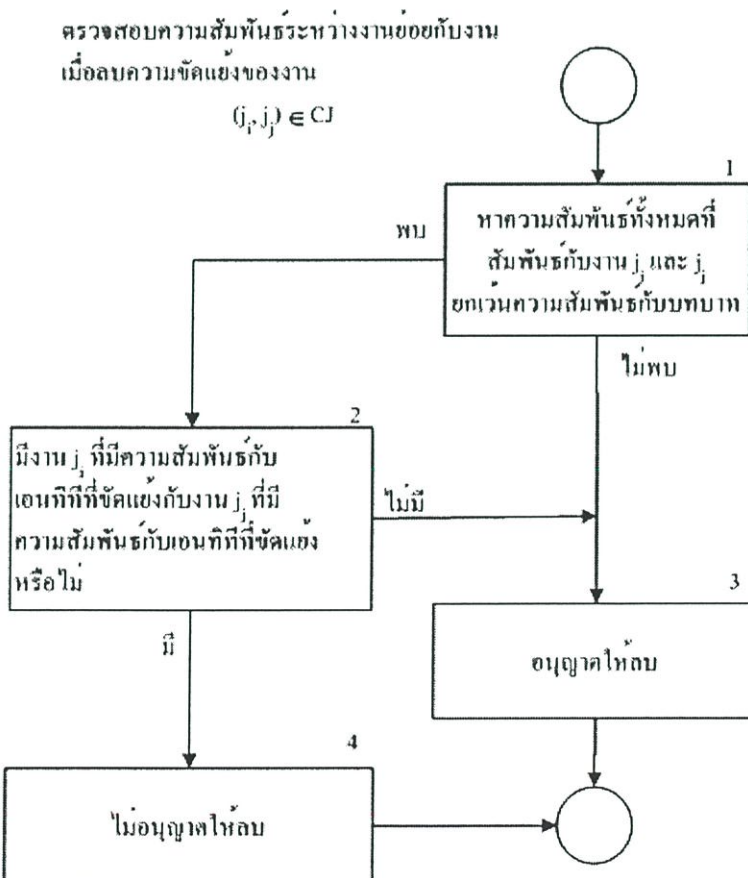 ตรวจสอบความสัมพันธ์ระหว่างงานย่อยกับงาน
เมื่อลบความขัดแย้งของงาน
(j_i, j_j) ∈ CJ
1
หาความสัมพันธ์ทั้งหมดที่
สัมพันธ์กับงาน j_i และ j_j
ยกเว้นความสัมพันธ์กับบทบาท
พบ
ไม่พบ
2
มีงาน j_i ที่มีความสัมพันธ์กับ
เอนทิทีที่ขัดแย้งกับงาน j_j ที่มี
ความสัมพันธ์กับเอนทิทีที่ขัดแย้ง
หรือไม่
ไม่มี
มี
3
อนุญาตให้ลบ
4
ไม่อนุญาตให้ลบ